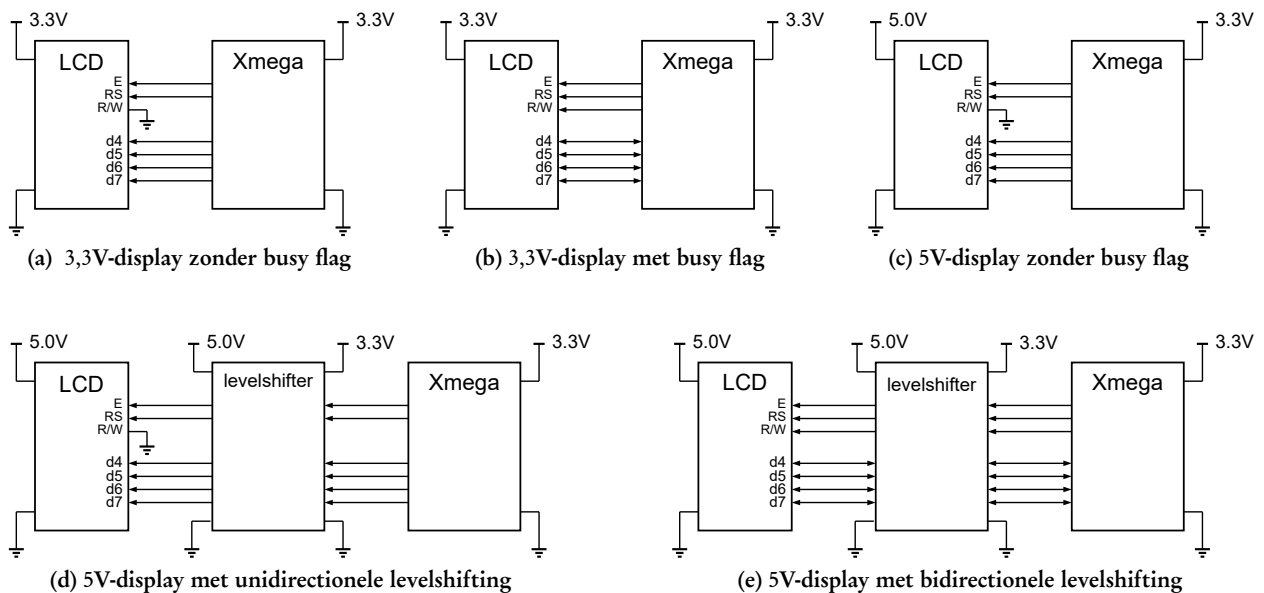 3.3V 3.3V
LCD
Xmega
E
RS
R/W
d4
d5
d6
d7
(a) 3,3V-display zonder busy flag
3.3V 3.3V
LCD
Xmega
E
RS
R/W
d4
d5
d6
d7
(b) 3,3V-display met busy flag
5.0V 3.3V
LCD
Xmega
E
RS
R/W
d4
d5
d6
d7
(c) 5V-display zonder busy flag
5.0V 5.0V 3.3V 3.3V
LCD
levelshifter
Xmega
E
RS
R/W
d4
d5
d6
d7
(d) 5V-display met unidirectionele levelshifting
5.0V 5.0V 3.3V 3.3V
LCD
levelshifter
Xmega
E
RS
R/W
d4
d5
d6
d7
(e) 5V-display met bidirectionele levelshifting